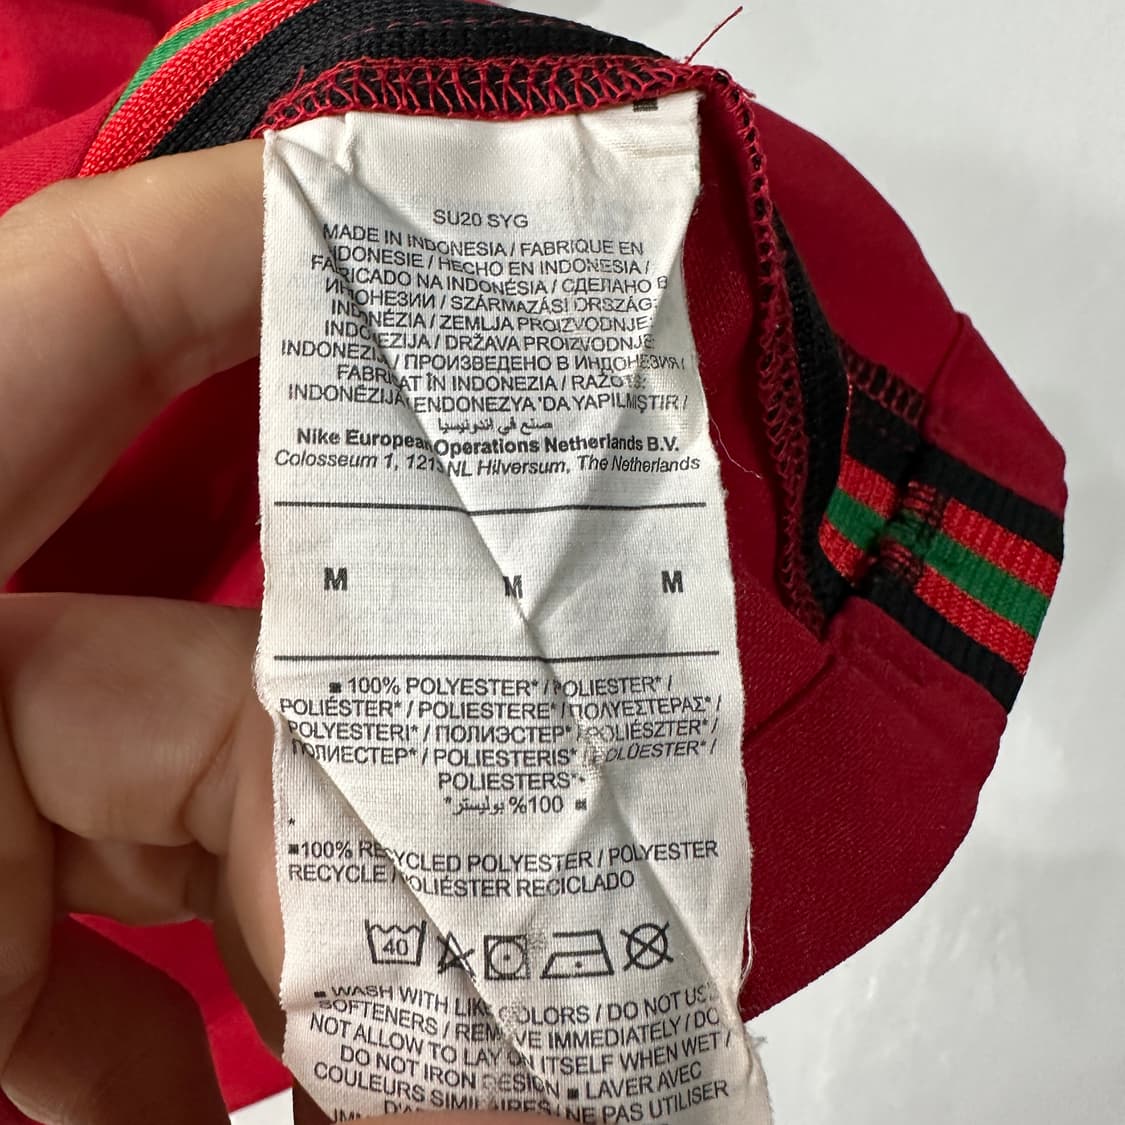 SU20 SYG
MADE IN INDONESIA / FABRIQUE EN
INDONESIE / HECHO EN INDONESIA /
FABRICADO NA INDONÉSIA / СДЕЛАНО В
ИНДОНЕЗИИ / SZÁRMAZÁSI ORSZÁG:
INDONÉZIA / ZEMLJA PROIZVODNJE:
INDONEZIJA / DRŽAVA PROIZVODNJE:
INDONEZIJA / ПРОИЗВЕДЕНО В ИНДОНЕЗИЯ /
FABRICAT ÎN INDONEZIA / RAŽOTS:
INDONĒZIJĀ / ENDONEZYA'DA YAPILMIŞTIR /
صنع في اندونيسيا
Nike European Operations Netherlands B.V.
Colosseum 1, 1213 NL Hilversum, The Netherlands
M M M
100% POLYESTER* / POLIESTER* /
POLIÉSTER* / POLIESTERE* / ΠΟΛΥΕΣΤΕΡΑΣ* /
POLYESTERI* / ПОЛИЭСТЕР* / POLIÉSZTER* /
ПОЛИЕСТЕР* / POLIESTERIS* / POLÜESTER* /
POLIESTERS*
100% بوليستر*
*
100% RECYCLED POLYESTER / POLYESTER
RECYCLE / POLIÉSTER RECICLADO
40
WASH WITH LIKE COLORS / DO NOT USE
SOFTENERS / REMOVE IMMEDIATELY / DO
NOT ALLOW TO LAY ON ITSELF WHEN WET /
DO NOT IRON DESIGN ■ LAVER AVEC
COULEURS SIMILAIRES / NE PAS UTILISER